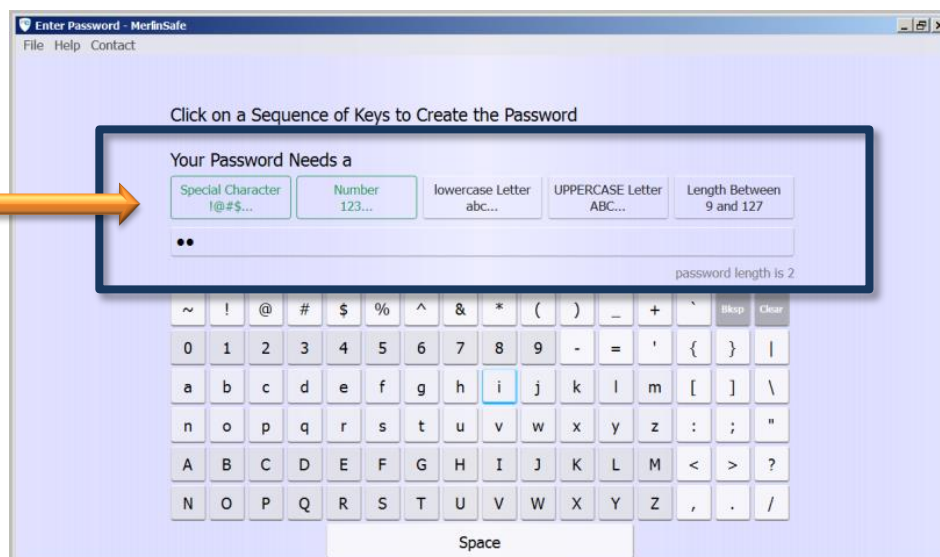 Enter Password - MerlinSafe
File Help Contact
Click on a Sequence of Keys to Create the Password
Your Password Needs a
Special Character Number lowercase Letter UPPERCASE Letter Length Between
!@#$... 123... abc... ABC... 9 and 127
••
password length is 2
~ ! @ # $ % ^ & * ( ) _ + ` Bksp Clear
0 1 2 3 4 5 6 7 8 9 - = ' { } |
a b c d e f g h i j k l m [ ] \
n o p q r s t u v w x y z : ; "
A B C D E F G H I J K L M < > ?
N O P Q R S T U V W X Y Z , . /
Space